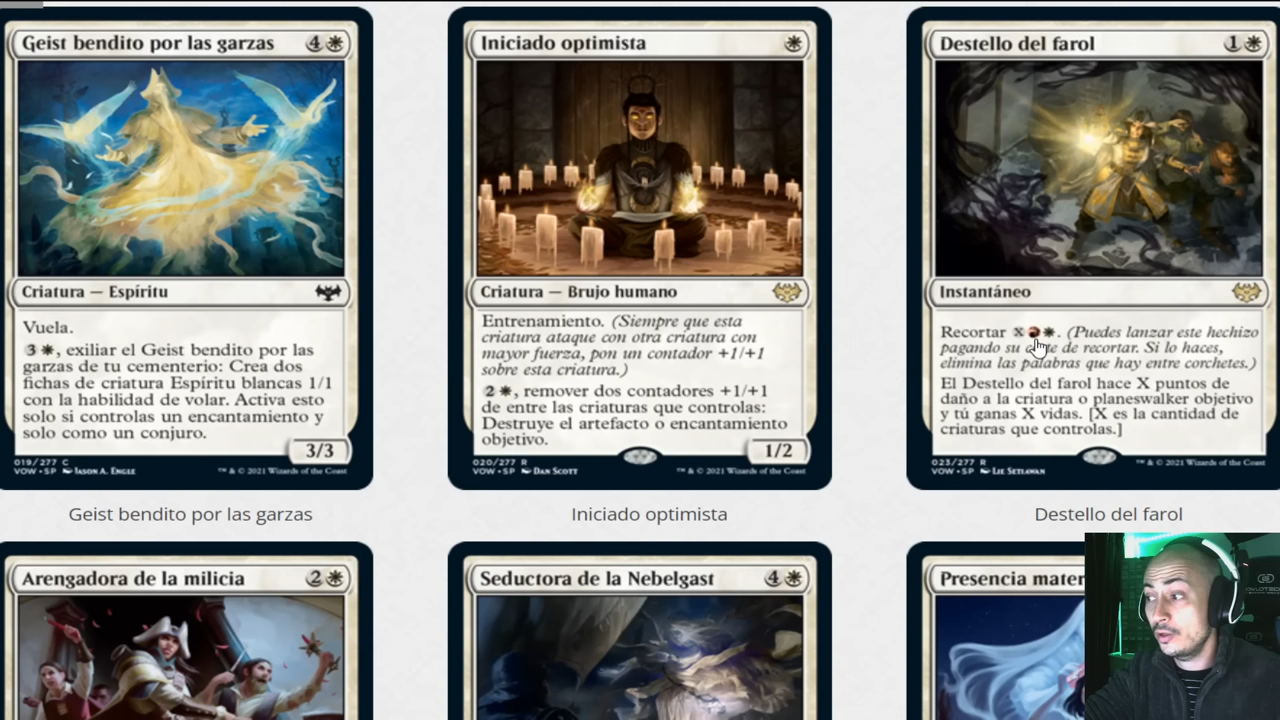 Geist bendito por las garzas 4
Criatura — Espíritu
Vuela.
3, exiliar el Geist bendito por las
garzas de tu cementerio: Crea dos
fichas de criatura Espíritu blancas 1/1
con la habilidad de volar. Activa esto
solo si controlas un encantamiento y
solo como un conjuro.
3/3
019/277 C
VOW • SP Jason A. Engle
™ & © 2021 Wizards of the Coast
Geist bendito por las garzas
Iniciado optimista
Criatura — Brujo humano
Entrenamiento. (Siempre que esta
criatura ataque con otra criatura con
mayor fuerza, pon un contador +1/+1
sobre esta criatura.)
2, remover dos contadores +1/+1
de entre las criaturas que controlas:
Destruye el artefacto o encantamiento
objetivo.
1/2
020/277 R
VOW • SP Dan Scott
™ & © 2021 Wizards of the Coast
Iniciado optimista
Destello del farol 1
Instantáneo
Recortar X. (Puedes lanzar este hechizo
pagando su de recortar. Si lo haces,
elimina las palabras que hay entre corchetes.)
El Destello del farol hace X puntos de
daño a la criatura o planeswalker objetivo
y tú ganas X vidas. [X es la cantidad de
criaturas que controlas.]
023/277 R
VOW • SP Lie Setiawan
™ & © 2021 Wizards of the Coast
Destello del farol
Arengadora de la milicia 2
Seductora de la Nebelgast 4
Presencia